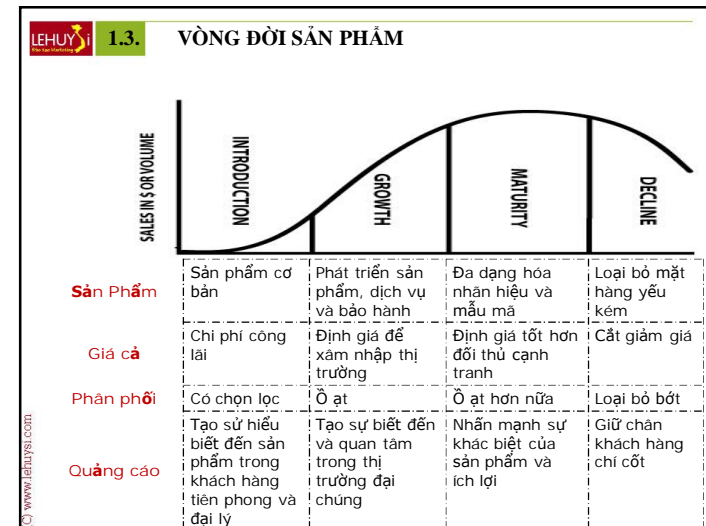 LEHUYSi
1.3.
VÒNG ĐỜI SẢN PHẨM
SALES IN $ OR VOLUME
INTRODUCTION
GROWTH
MATURITY
DECLINE
Sản Phẩm
Sản phẩm cơ
bản
Phát triển sản
phẩm, dịch vụ
và bảo hành
Đa dạng hóa
nhãn hiệu và
mẫu mã
Loại bỏ mặt
hàng yếu
kém
Giá cả
Chi phí công
lãi
Định giá để
xâm nhập thị
trường
Định giá tốt hơn
đối thủ cạnh
tranh
Cắt giảm giá
Phân phối
Có chọn lọc
Ồ ạt
Ồ ạt hơn nữa
Loại bỏ bớt
Quảng cáo
Tạo sử hiểu
biết đến sản
phẩm trong
khách hàng
tiên phong và
đại lý
Tạo sự biết đến
và quan tâm
trong thị
trường đại
chúng
Nhấn mạnh sự
khác biệt của
sản phẩm và
ích lợi
Giữ chân
khách hàng
chí cốt
© www.lehuysi.com